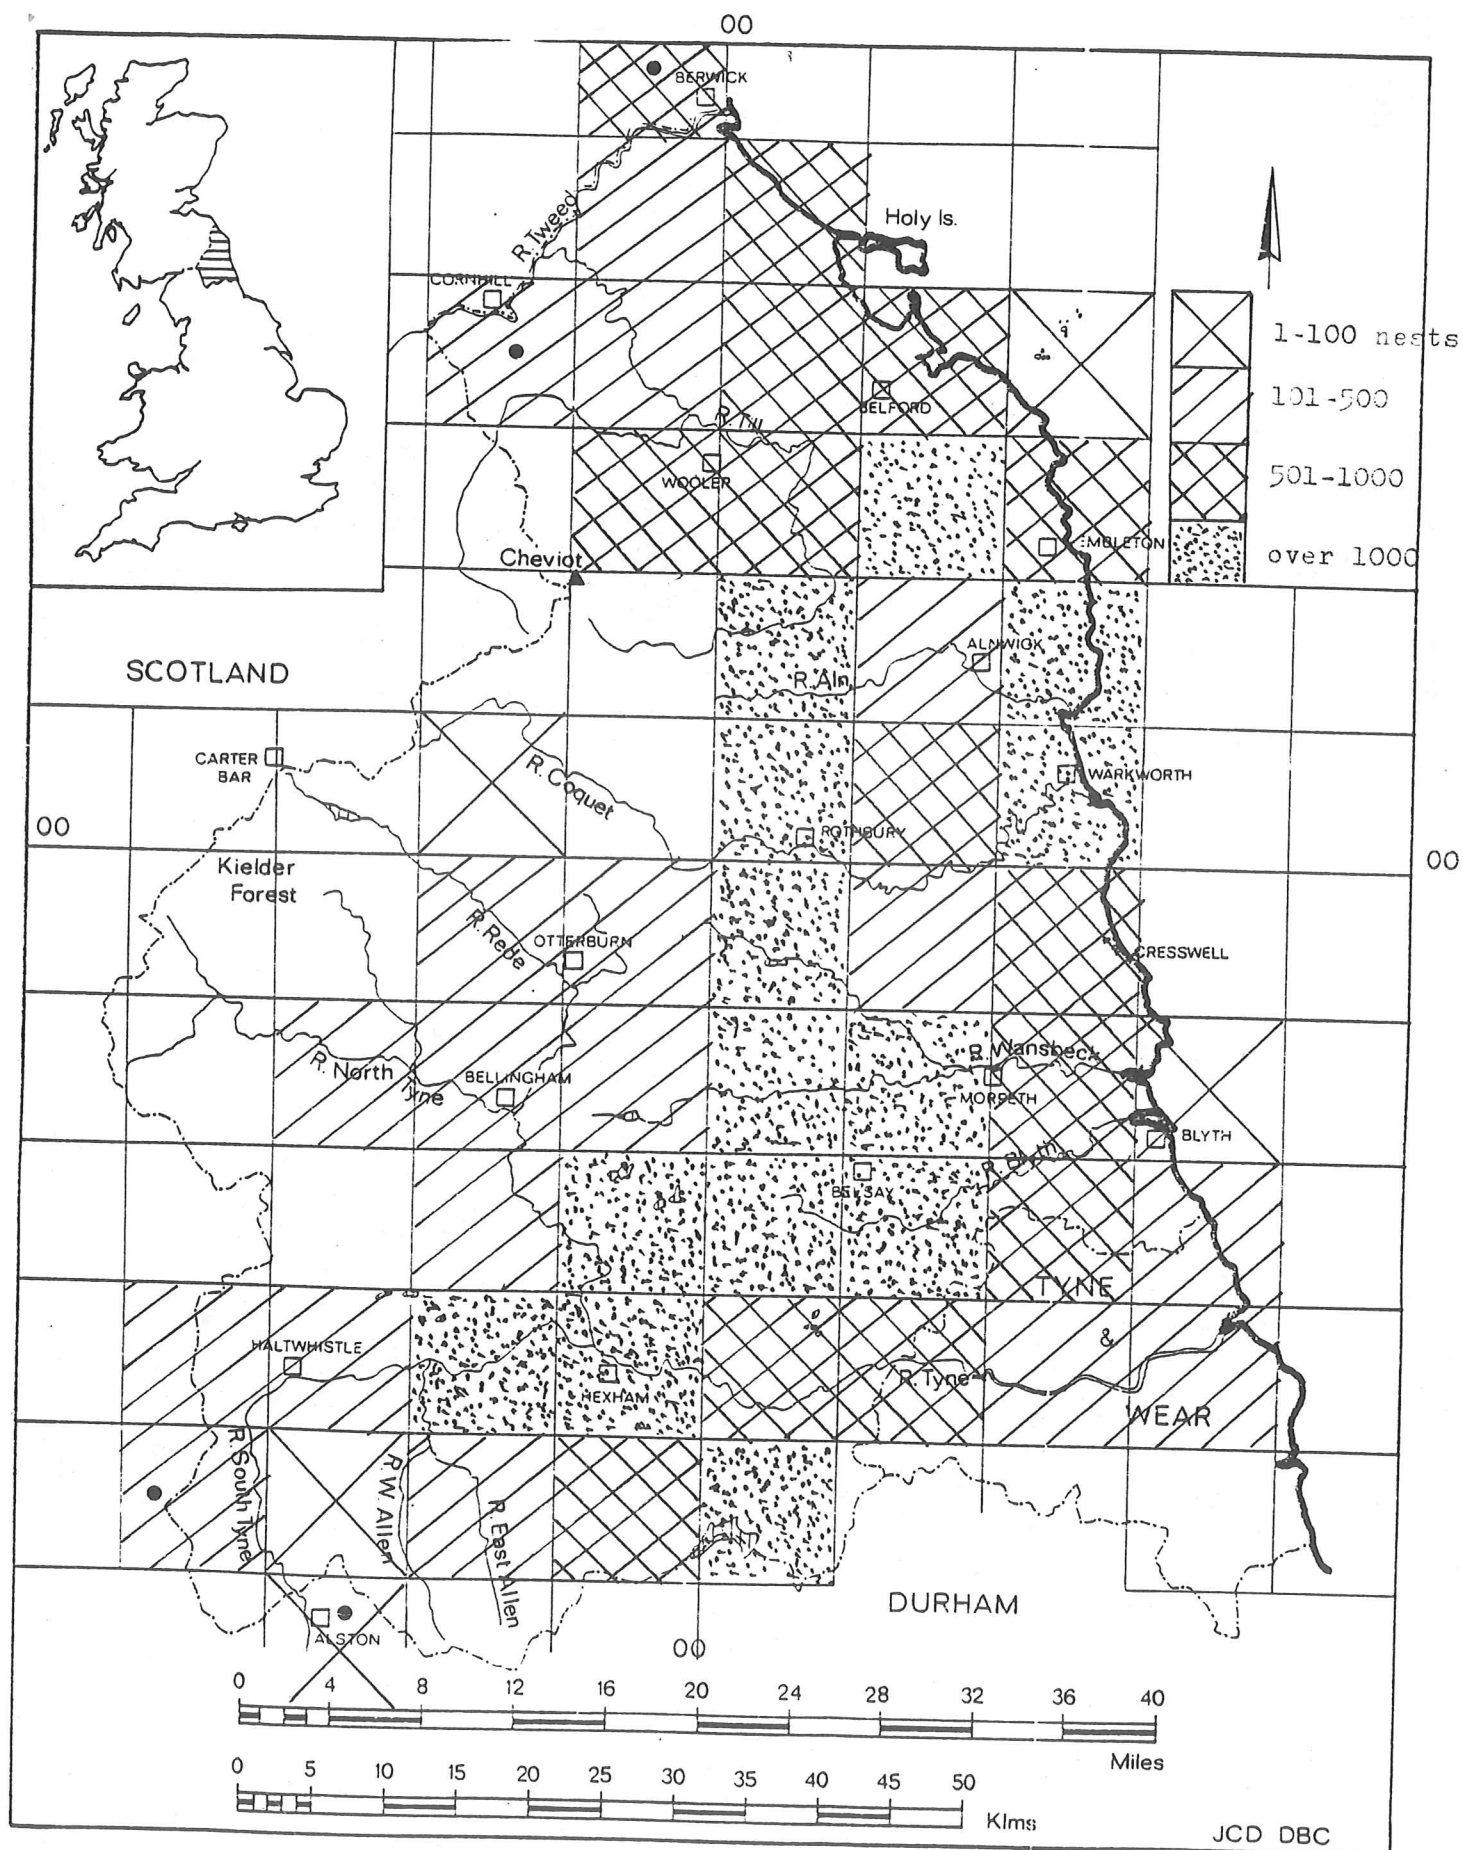 00
BERWICK
Holy Is.
R. Tweed
CORNHILL
1-100 nests
101-500
BELFORD
R. Till
501-1000
WOOLER
EMBLETON
over 1000
Cheviot
ALNWICK
SCOTLAND
R. Aln
CARTER
BAR
R. Coquet
WARKWORTH
00
ROTHBURY
00
Kielder
Forest
R. Rede
OTTERBURN
CRESSWELL
R. Wansbeck
R. North Tyne
BELLINGHAM
MORPETH
BLYTH
R. Blyth
BELSAY
TYNE
&
WEAR
HALTWHISTLE
HEXHAM
R. Tyne
R. South Tyne
R. W. Allen
R. East Allen
DURHAM
ALSTON
00
0 4 8 12 16 20 24 28 32 36 40
Miles
0 5 10 15 20 25 30 35 40 45 50
Klms
JCD DBC